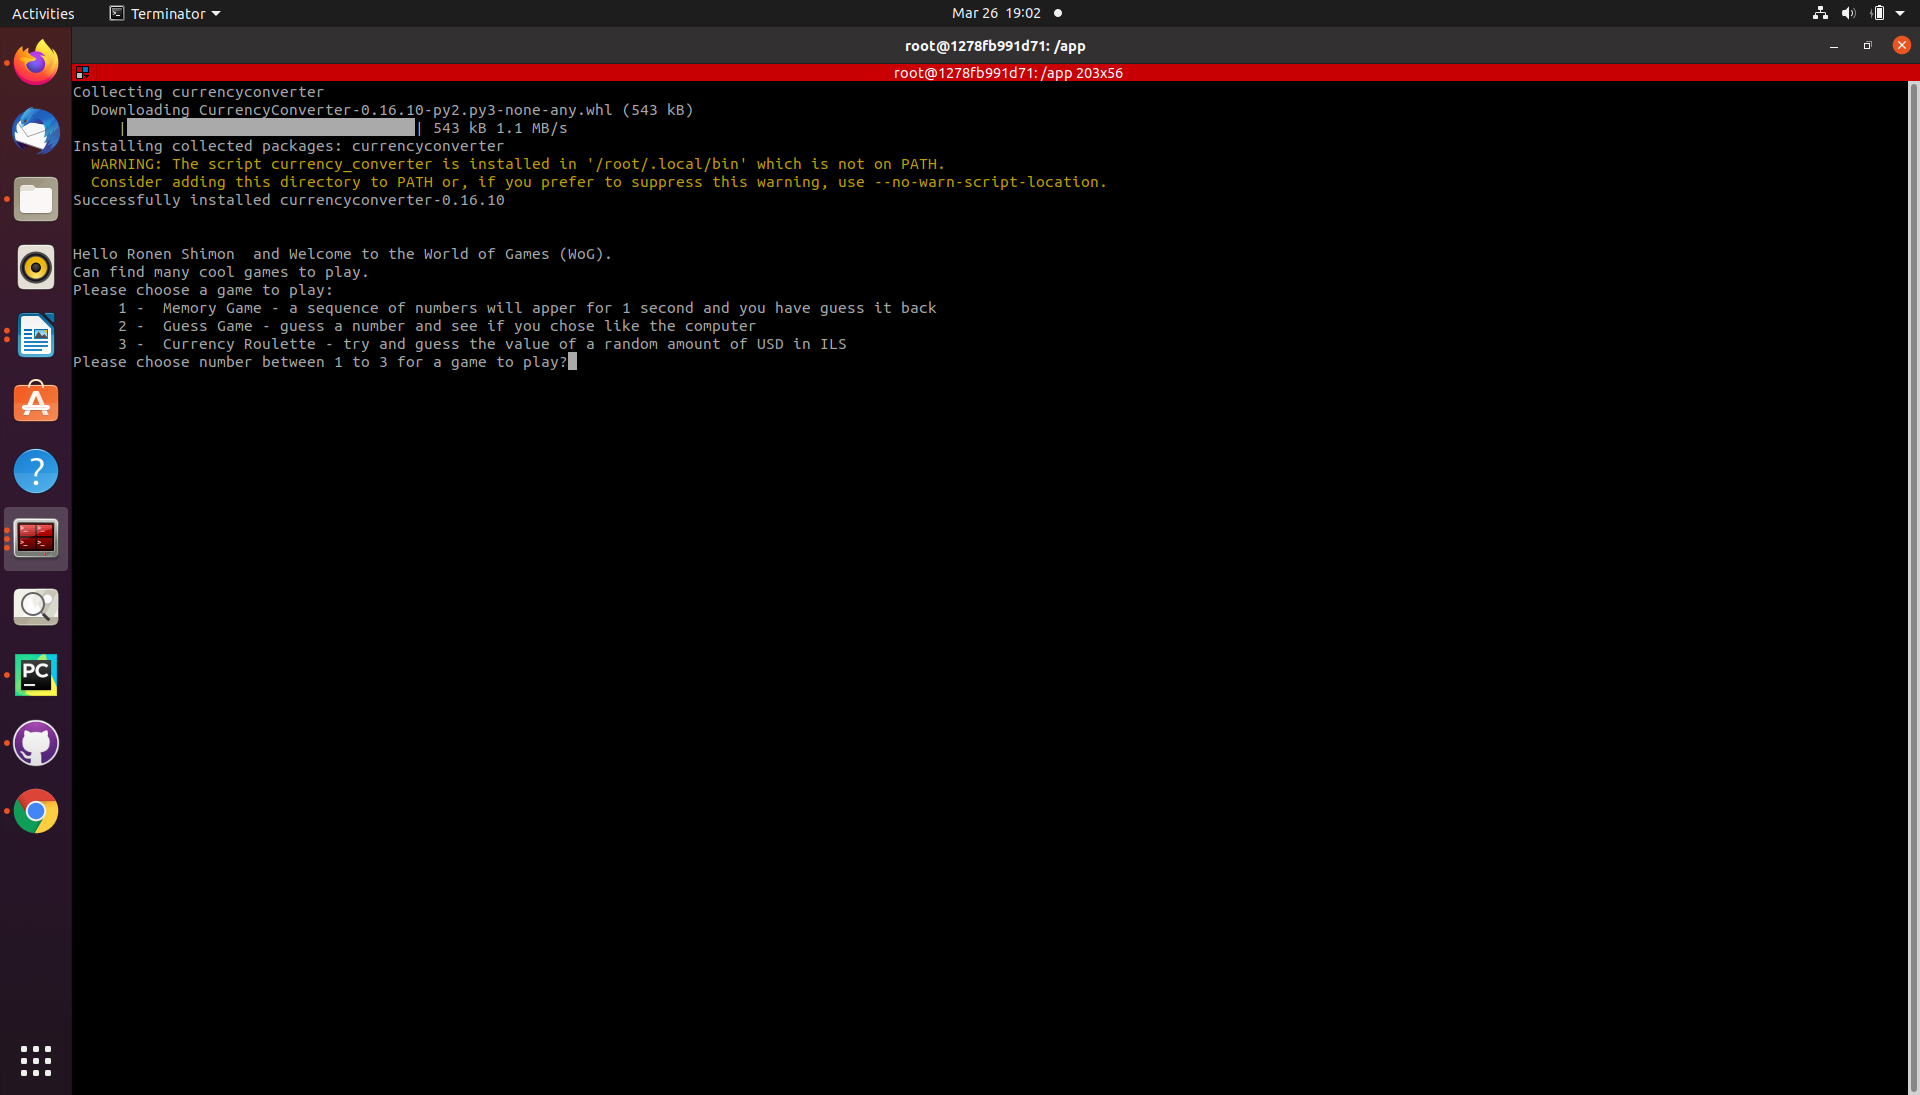 Activities
Terminator
Mar 26 19:02
root@1278fb991d71: /app
root@1278fb991d71: /app 203x56
Collecting currencyconverter
  Downloading CurrencyConverter-0.16.10-py2.py3-none-any.whl (543 kB)
     |                                | 543 kB 1.1 MB/s
Installing collected packages: currencyconverter
  WARNING: The script currency_converter is installed in '/root/.local/bin' which is not on PATH.
  Consider adding this directory to PATH or, if you prefer to suppress this warning, use --no-warn-script-location.
Successfully installed currencyconverter-0.16.10
Hello Ronen Shimon  and Welcome to the World of Games (WoG).
Can find many cool games to play.
Please choose a game to play:
     1 -  Memory Game - a sequence of numbers will apper for 1 second and you have guess it back
     2 -  Guess Game - guess a number and see if you chose like the computer
     3 -  Currency Roulette - try and guess the value of a random amount of USD in ILS
Please choose number between 1 to 3 for a game to play?
PC